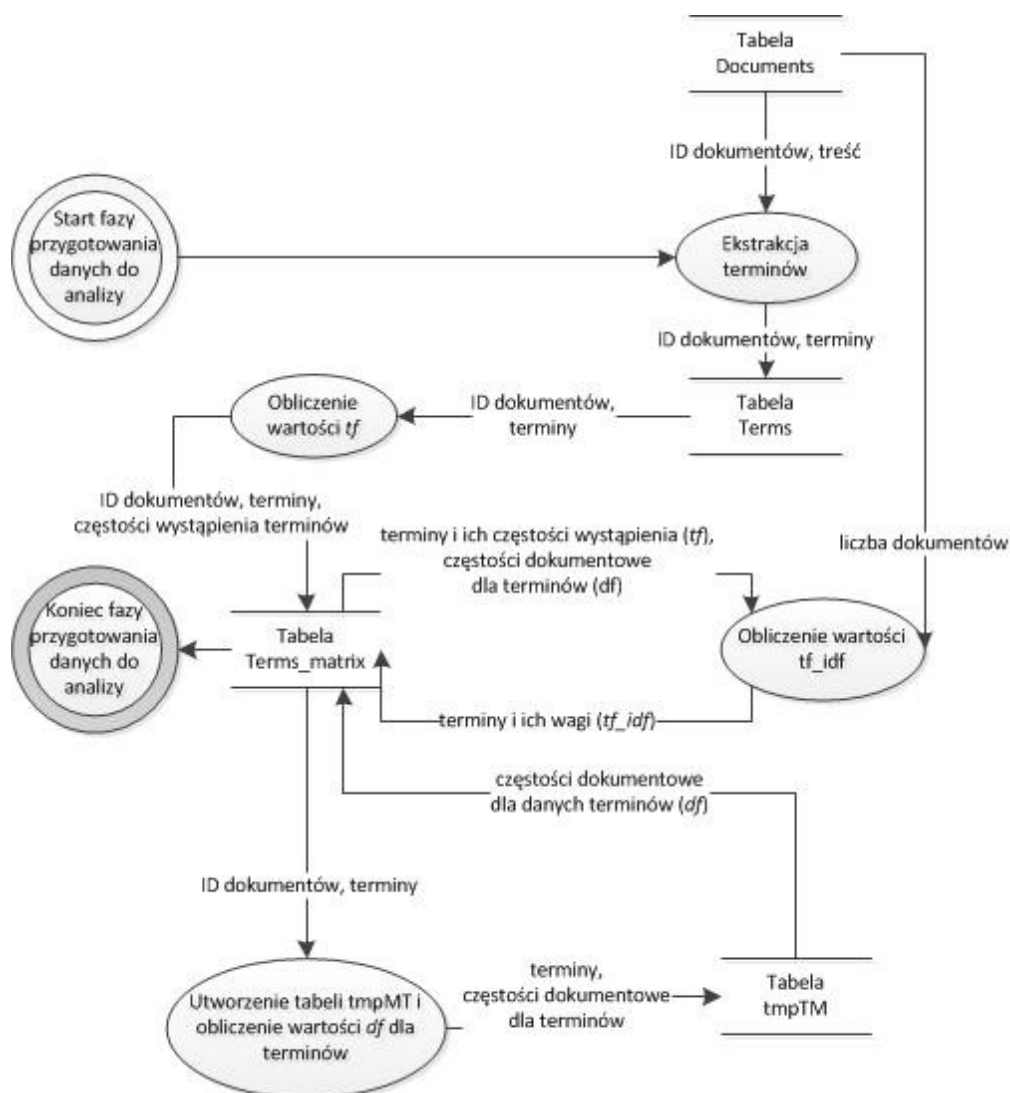 Tabela
Documents
ID dokumentów, treść
Start fazy
przygotowania
danych do
analizy
Ekstrakcja
terminów
ID dokumentów, terminy
Obliczenie
wartości tf
ID dokumentów,
terminy
Tabela
Terms
ID dokumentów, terminy,
częstości wystąpienia terminów
terminy i ich częstości wystąpienia (tf),
częstości dokumentowe
dla terminów (df)
liczba dokumentów
Koniec fazy
przygotowania
danych do
analizy
Tabela
Terms_matrix
Obliczenie wartości
tf_idf
terminy i ich wagi (tf_idf)
częstości dokumentowe
dla danych terminów (df)
ID dokumentów, terminy
Utworzenie tabeli tmpMT i
obliczenie wartości df dla
terminów
terminy,
częstości dokumentowe
dla terminów
Tabela
tmpTM